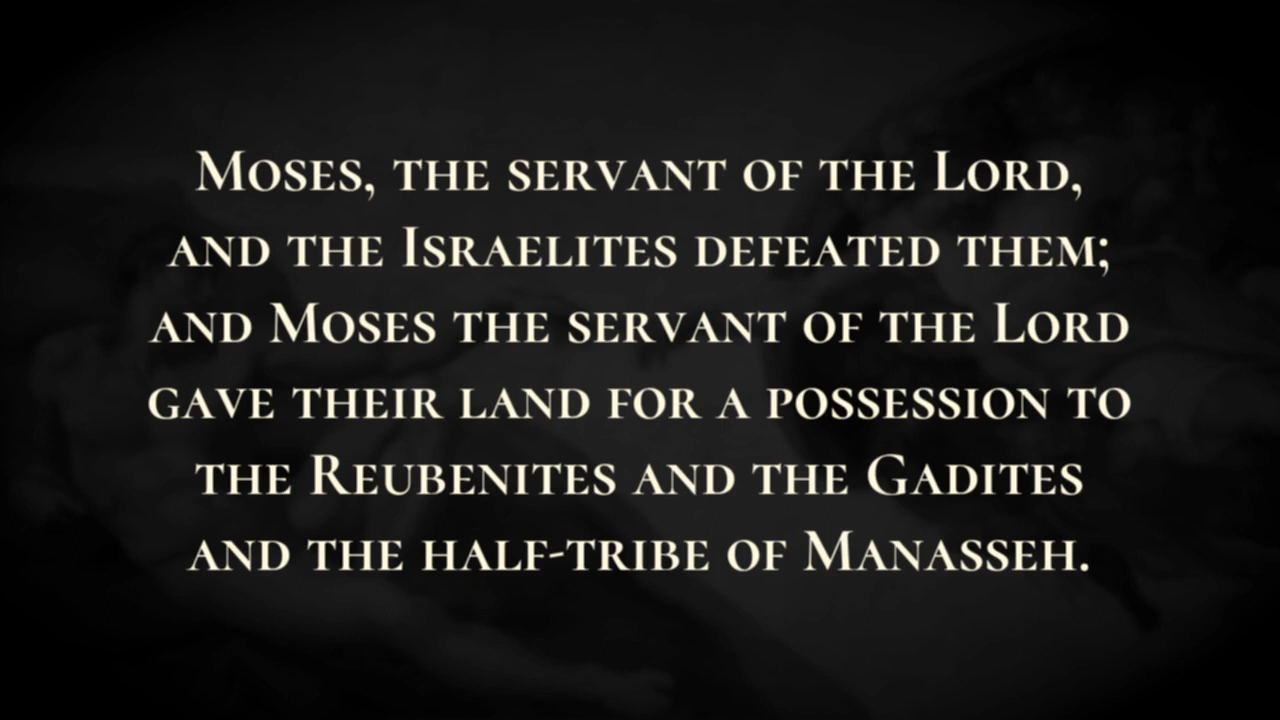 Moses, the servant of the Lord,
and the Israelites defeated them;
and Moses the servant of the Lord
gave their land for a possession to
the Reubenites and the Gadites
and the half-tribe of Manasseh.